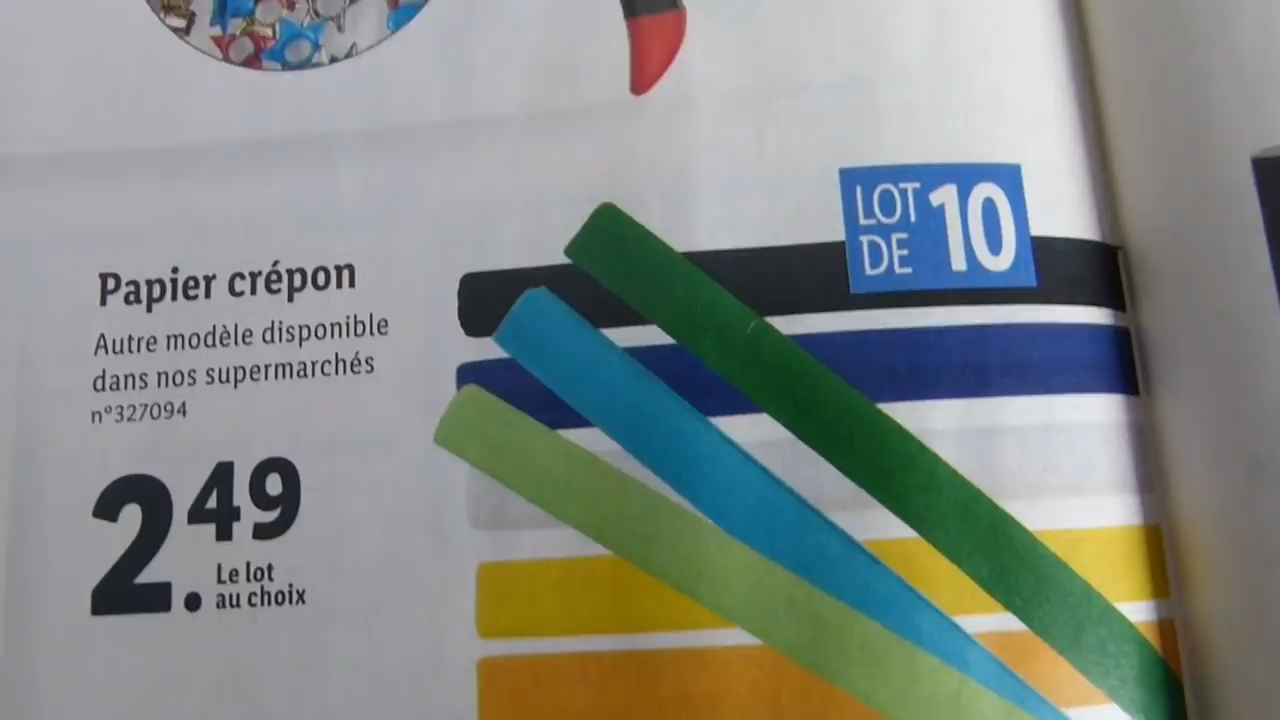 LOT
DE 10
Papier crépon
Autre modèle disponible
dans nos supermarchés
n°327094
2.49
Le lot
au choix